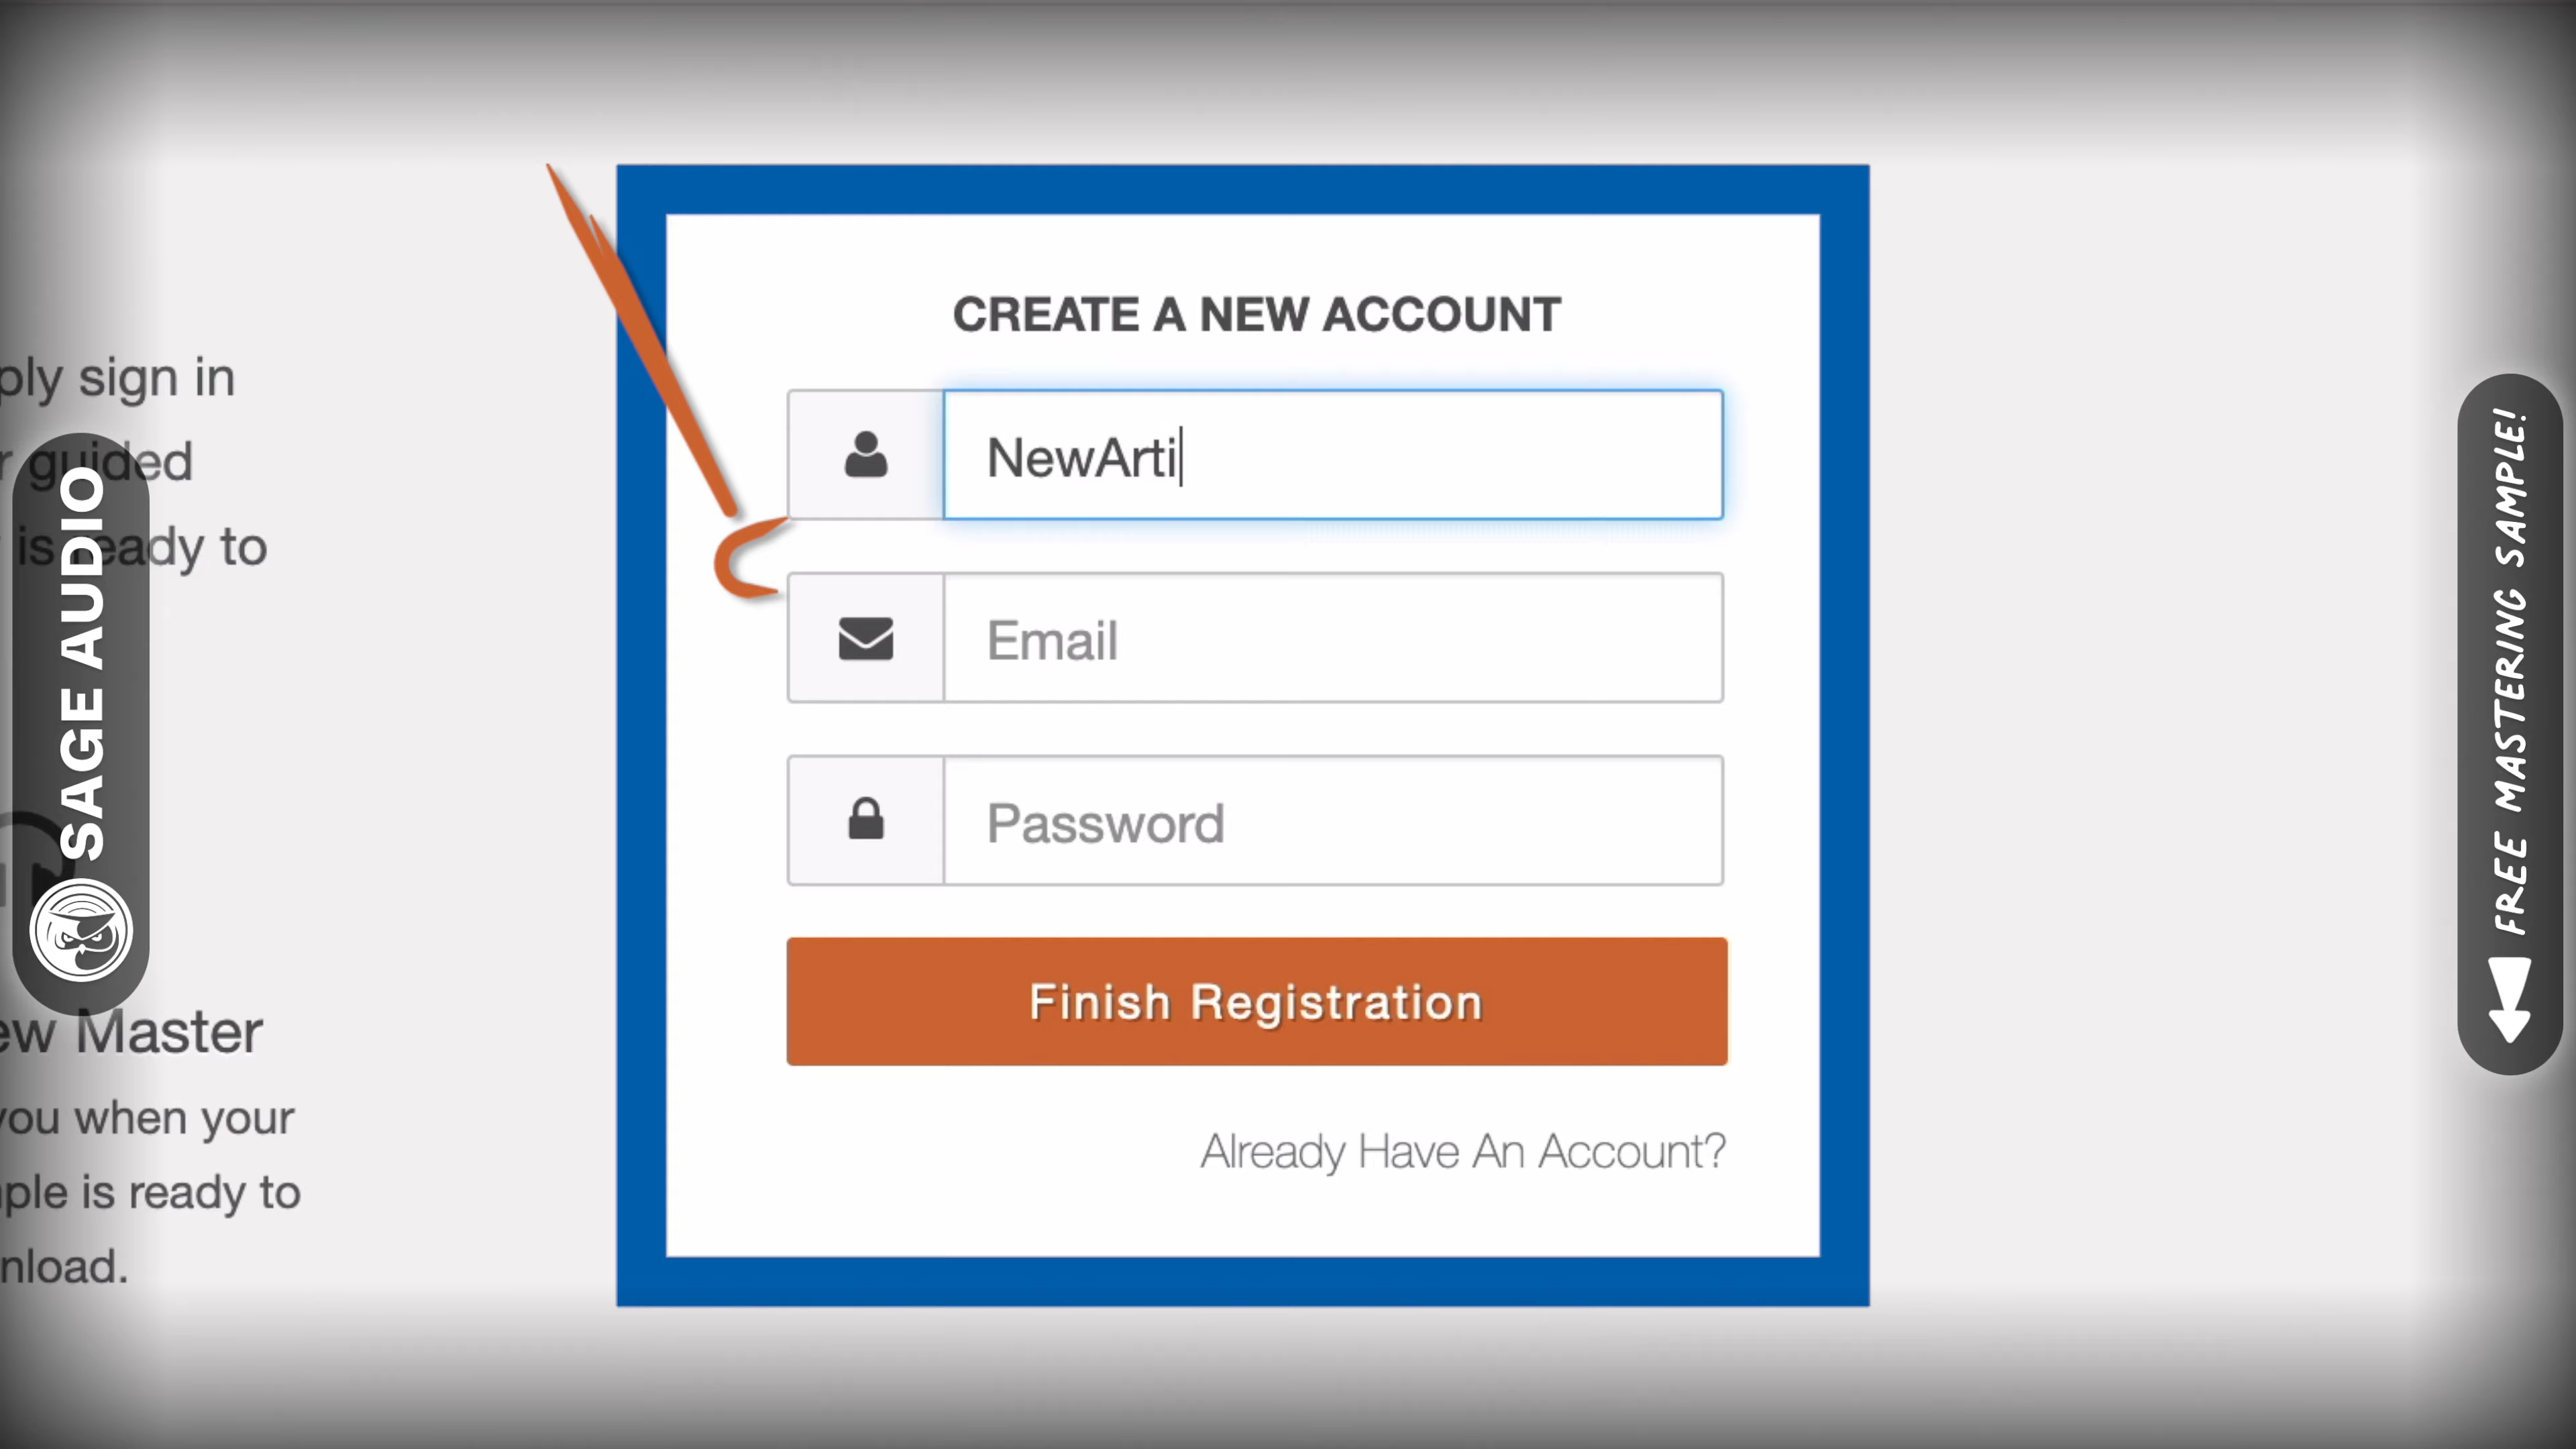 ply sign in
r guided
is ready to
ew Master
you when your
ple is ready to
nload.
SAGE AUDIO
CREATE A NEW ACCOUNT
NewArti
Email
Password
Finish Registration
Already Have An Account?
FREE MASTERING SAMPLE!